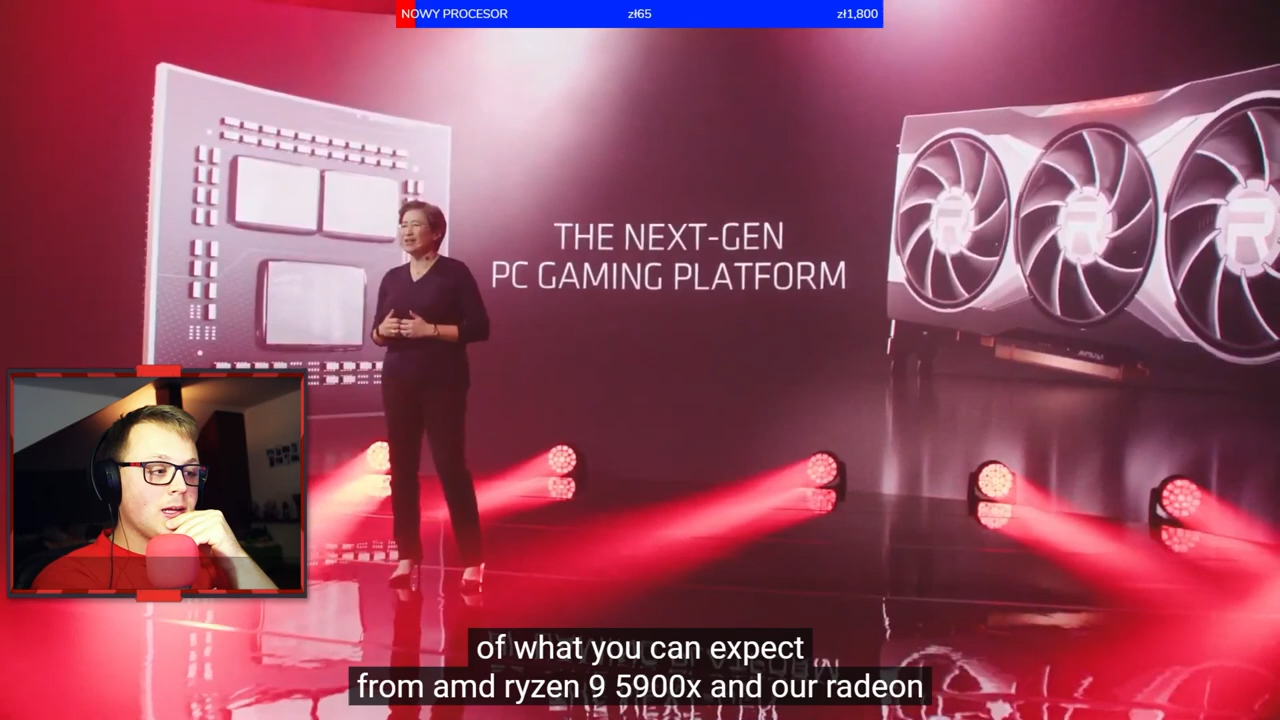 NOWY PROCESOR zł65 zł1,800
THE NEXT-GEN
PC GAMING PLATFORM
R R R
of what you can expect
from amd ryzen 9 5900x and our radeon